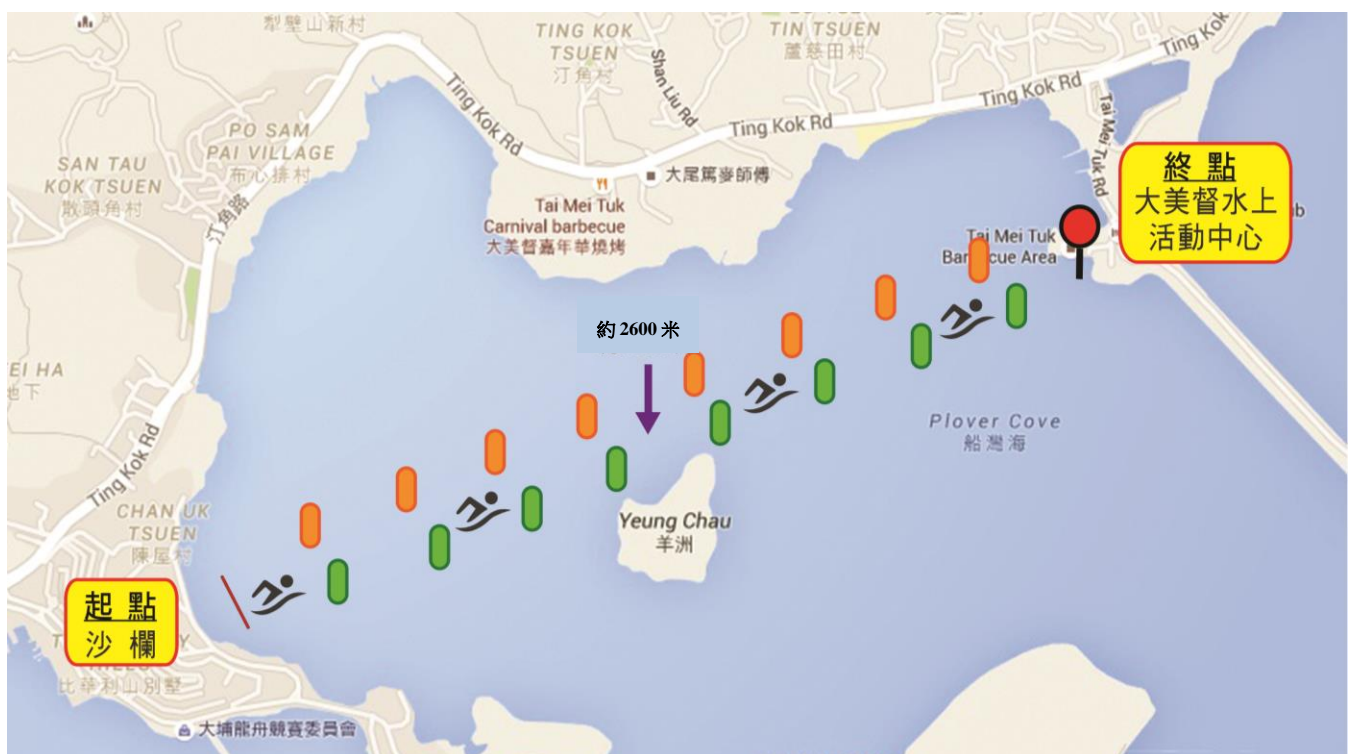 犁壁山新村
TING KOK
TSUEN
汀角村
Shan Liu Rd
TIN TSUEN
蘆慈田村
Ting Kok
Ting Kok Rd
Ting Kok Rd
Ting Kok Rd
Tai Mei Tuk Rd
PO SAM
PAI VILLAGE
布心排村
SAN TAU
KOK TSUEN
散頭角村
汀角路
大尾篤麥師傅
Tai Mei Tuk
Carnival barbecue
大美督嘉年華燒烤
終點
大美督水上
活動中心
Tai Mei Tuk
Area
約2600米
EI HA
地下
Plover Cove
船灣海
Ting Kok Rd
CHAN UK
TSUEN
陳屋村
Yeung Chau
羊洲
起點
沙欄
比華利山別墅
大埔龍舟競賽委員會